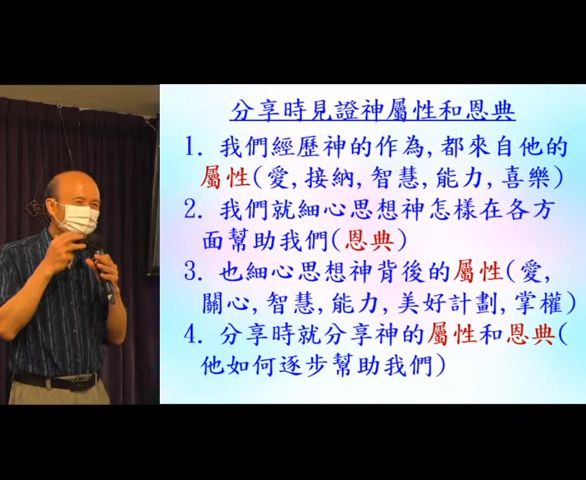 分享時見證神屬性和恩典
1. 我們經歷神的作為,都來自他的
屬性(愛,接納,智慧,能力,喜樂)
2. 我們就細心思想神怎樣在各方
面幫助我們(恩典)
3. 也細心思想神背後的屬性(愛,
關心,智慧,能力,美好計劃,掌權)
4. 分享時就分享神的屬性和恩典(
他如何逐步幫助我們)